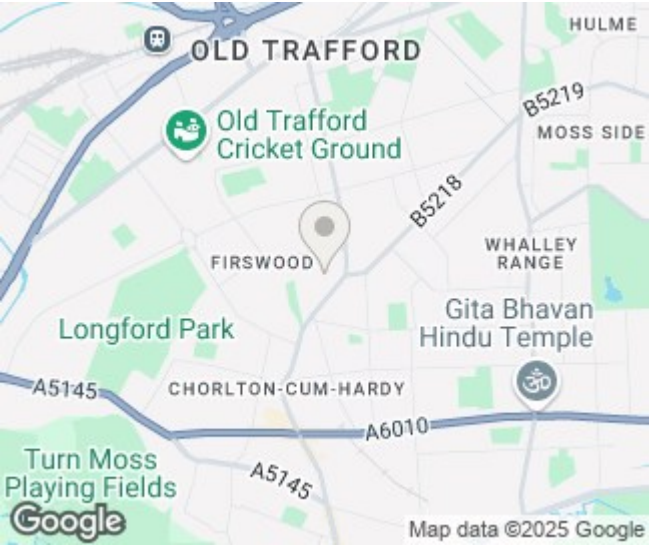 HULME
OLD TRAFFORD
B5219
Old Trafford
Cricket Ground
MOSS SIDE
B5218
WHALLEY
RANGE
FIRSWOOD
Gita Bhavan
Hindu Temple
Longford Park
A5145
CHORLTON-CUM-HARDY
A6010
Turn Moss
Playing Fields
A5145
Google
Map data ©2025 Google